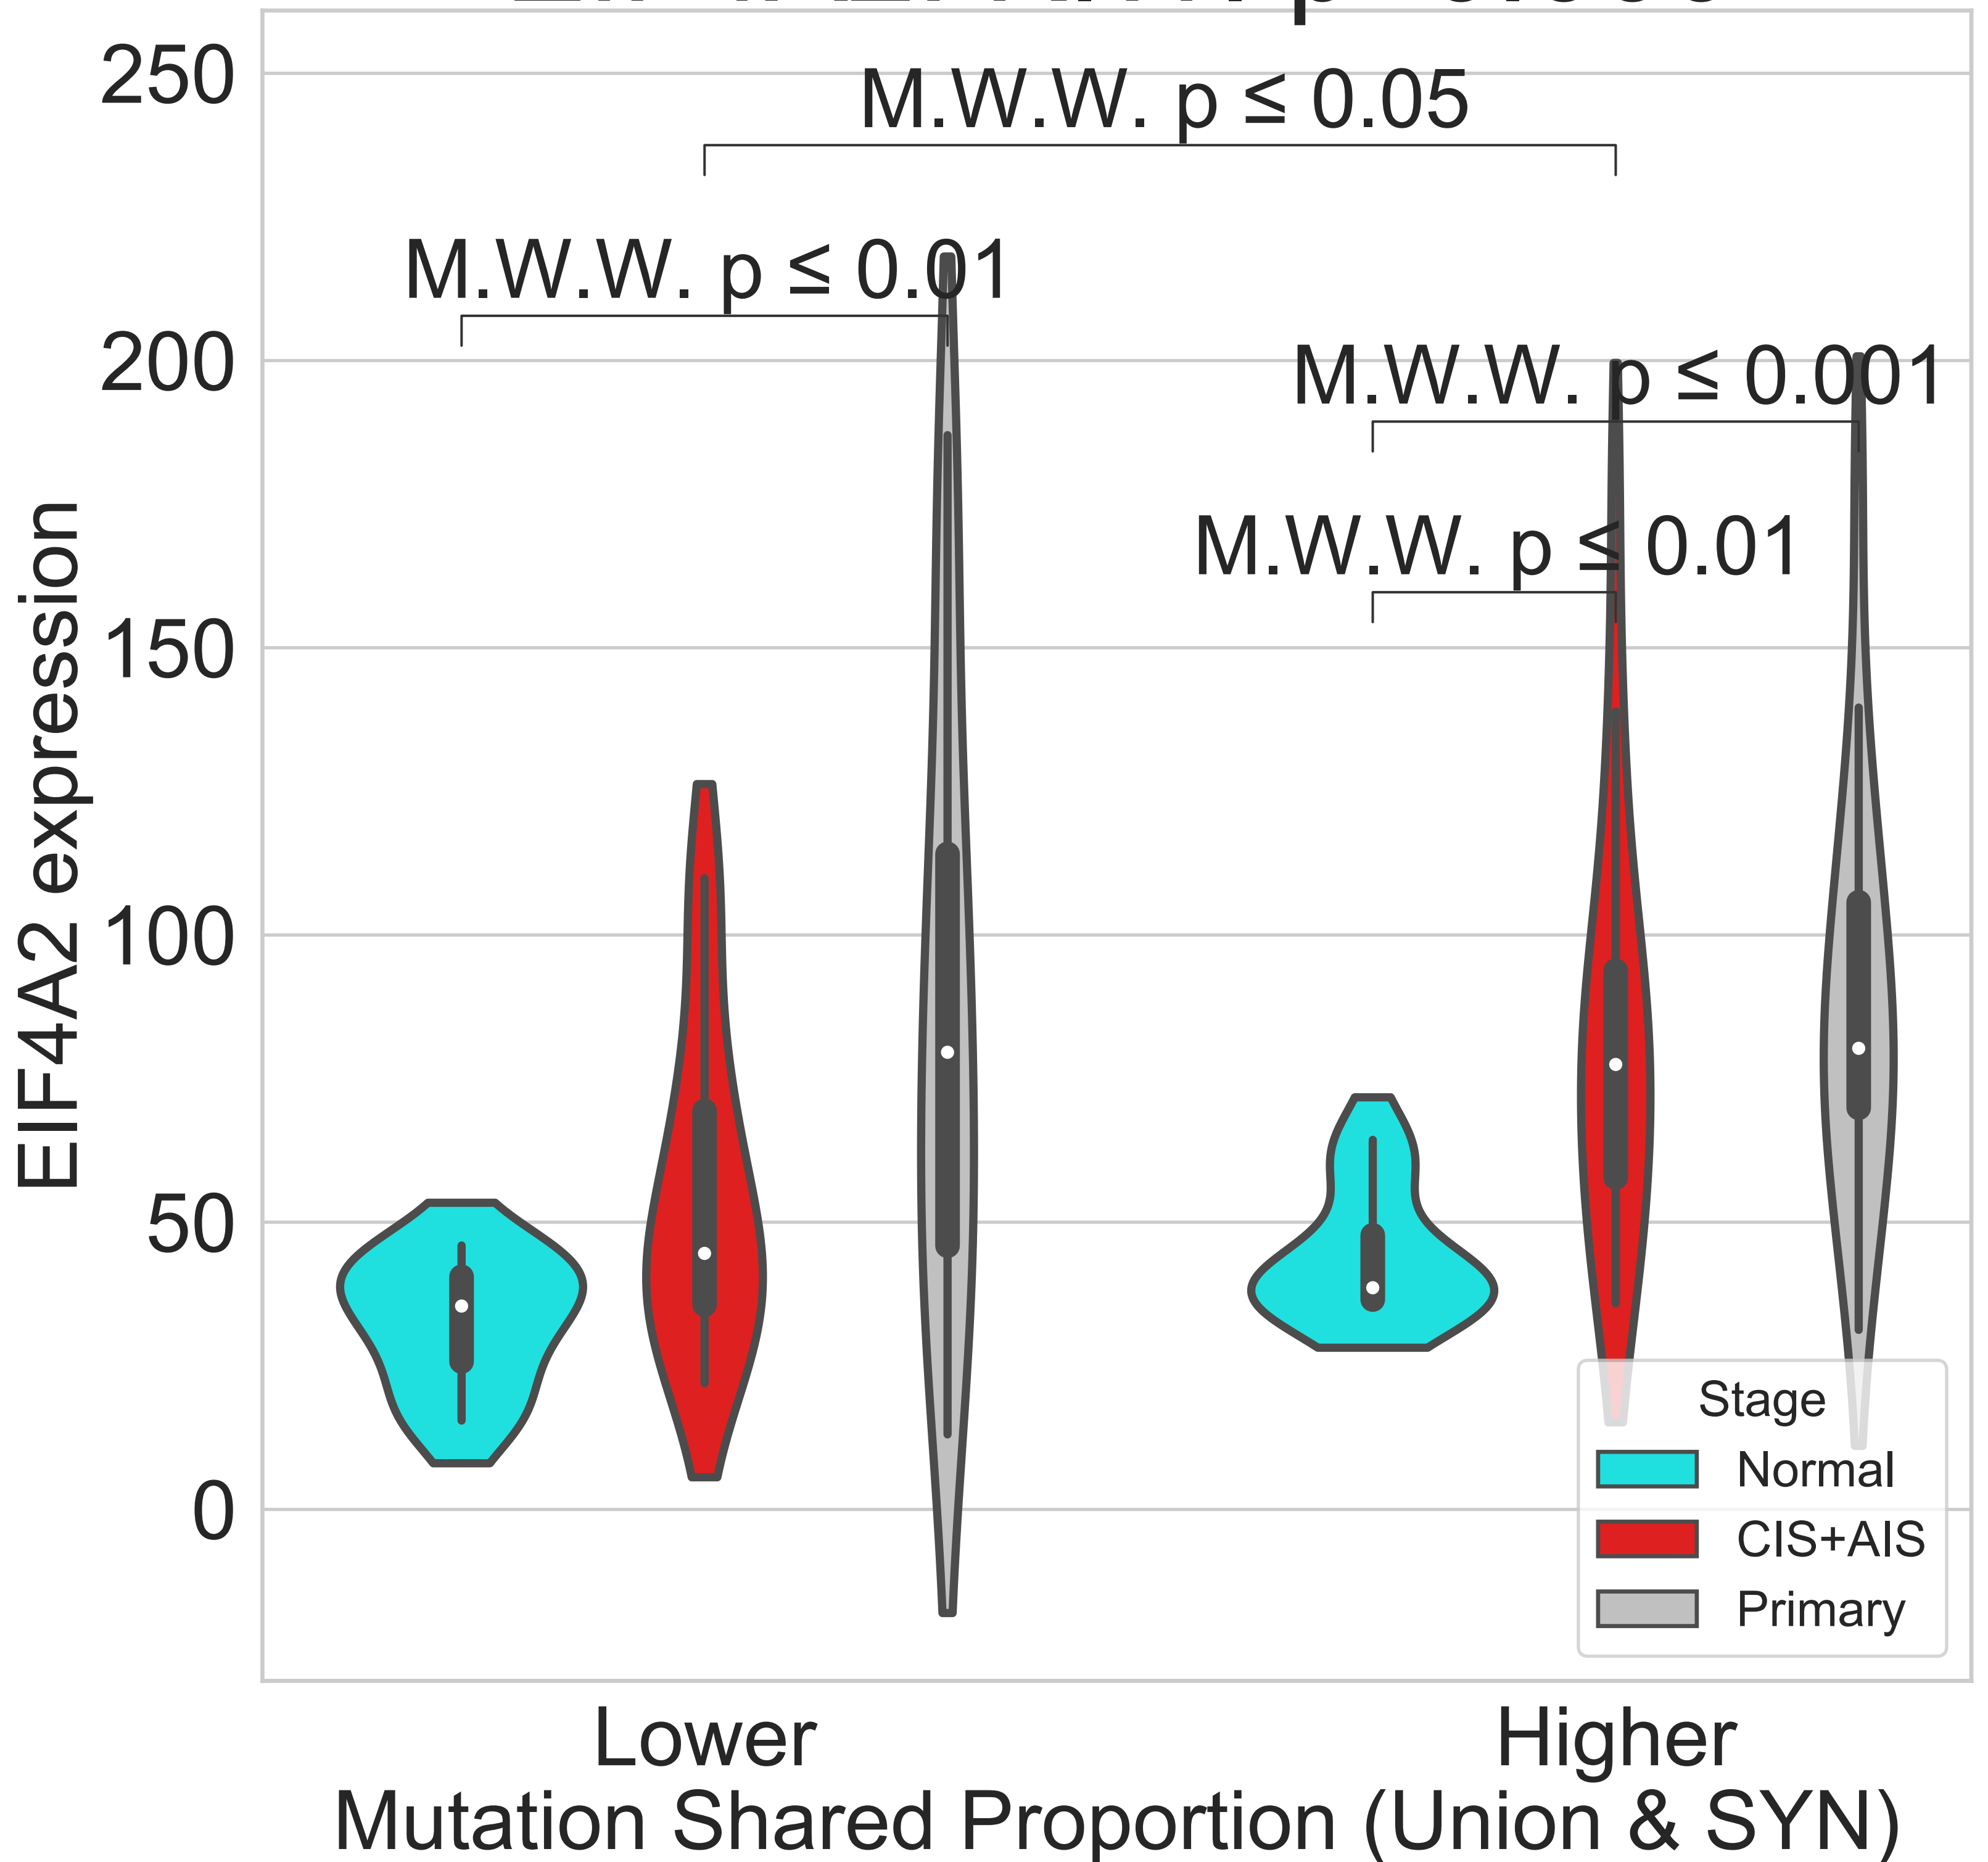 250
M.W.W. p ≤ 0.05
M.W.W. p ≤ 0.01
200
M.W.W. p ≤ 0.001
M.W.W. p ≤ 0.01
150
100
50
0
EIF4A2 expression
Stage
Normal
CIS+AIS
Primary
Lower
Higher
Mutation Shared Proportion (Union & SYN)